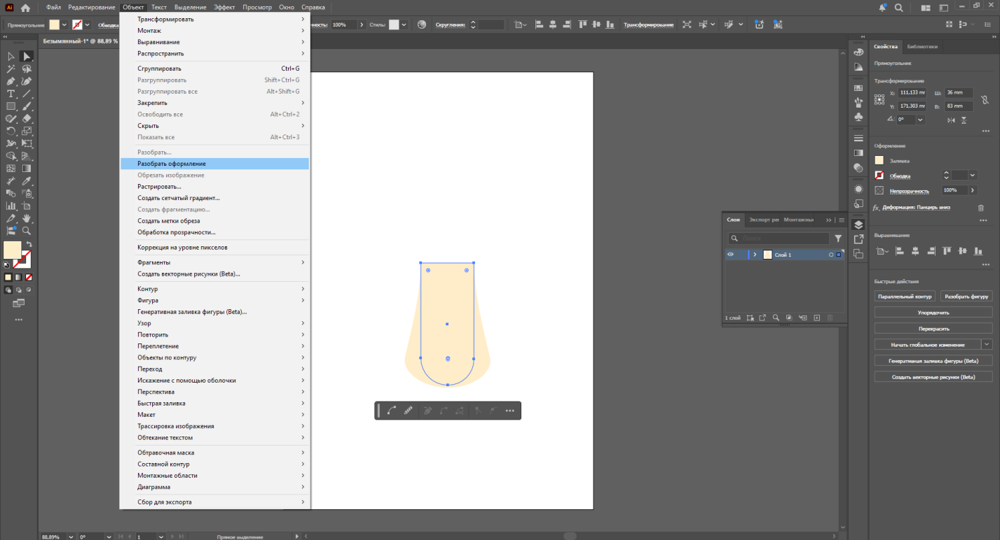 Ai Файл Редактирование Объект Текст Выделение Эффект Просмотр Окно Справка
Прямоугольник Обводка ность: 100% Стили Скругления: Трансформирование
Безымянный-1* @ 88,89 %
Трансформировать
Монтаж
Выравнивание
Распространить
Сгруппировать Ctrl+G
Разгруппировать Shift+Ctrl+G
Разгруппировать все Alt+Shift+G
Закрепить
Освободить все Alt+Ctrl+2
Скрыть
Показать все Alt+Ctrl+3
Разобрать...
Разобрать оформление
Обрезать изображение
Растрировать...
Создать сетчатый градиент...
Создать фрагментацию...
Создать метки обреза
Обработка прозрачности...
Коррекция на уровне пикселов
Фрагменты
Создать векторные рисунки (Beta)...
Контур
Фигура
Генеративная заливка фигуры (Beta)...
Узор
Повторить
Переплетение
Объекты по контуру
Переход
Искажение с помощью оболочки
Перспектива
Быстрая заливка
Макет
Трассировка изображения
Обтекание текстом
Обтравочная маска
Составной контур
Монтажные области
Диаграмма
Сбор для экспорта
Слои Экспорт рес Монтажны
Поиск
Слой 1
1 слой
Свойства Библиотеки
Прямоугольник
Трансформирование
X: 111,133 mr Ш: 36 mm
Y: 171,303 mr В: 83 mm
0°
Оформление
Заливка
Обводка
Непрозрачность 100%
fx. Деформация: Панцирь вниз
Выравнивание
Быстрые действия
Параллельный контур Разобрать фигуру
Упорядочить
Перекрасить
Начать глобальное изменение
Генеративная заливка фигуры (Beta)
Создать векторные рисунки (Beta)
88,89% 0° 1 Прямое выделение